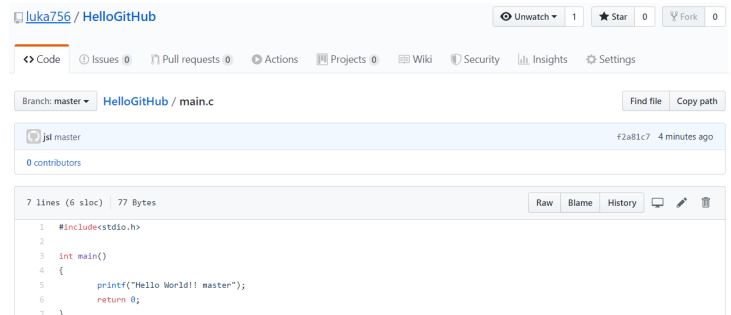 luka756 / HelloGitHub Unwatch 1 Star 0 Fork 0
Code Issues 0 Pull requests 0 Actions Projects 0 Wiki Security Insights Settings
Branch: master HelloGitHub / main.c Find file Copy path
jsl master f2a81c7 4 minutes ago
0 contributors
7 lines (6 sloc) 77 Bytes Raw Blame History
1 #include<stdio.h>
2
3 int main()
4 {
5 printf("Hello World!! master");
6 return 0;
7 }